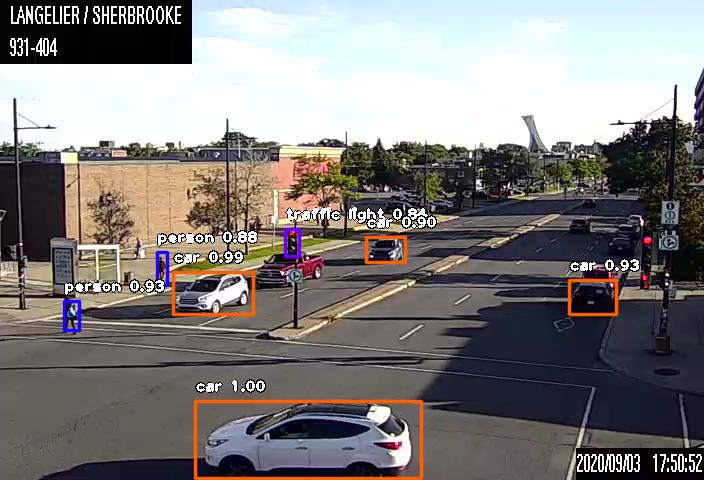 LANGELIER / SHERBROOKE
931-404
traffic light 0.84
person 0.88
car 0.90
car 0.99
car 0.93
person 0.93
car 1.00
2020/09/03 17:50:52